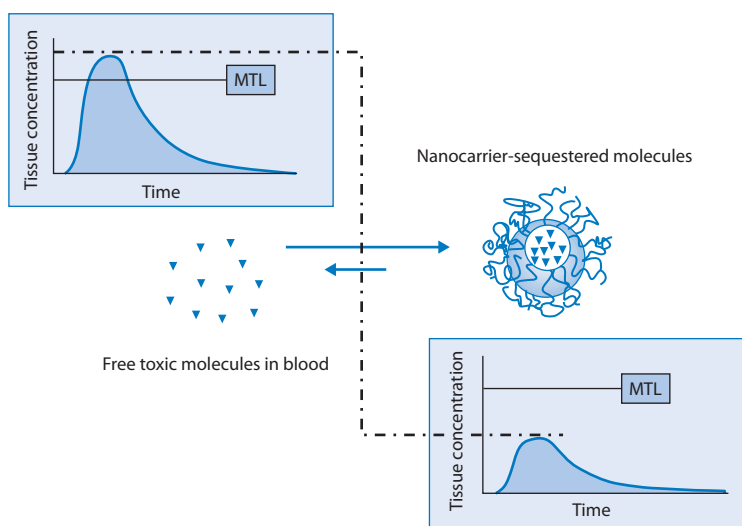 Tissue concentration
MTL
Time
Nanocarrier-sequestered molecules
Free toxic molecules in blood
Tissue concentration
MTL
Time